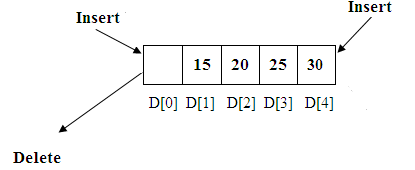 Insert
Insert
15 20 25 30
D[0] D[1] D[2] D[3] D[4]
Delete